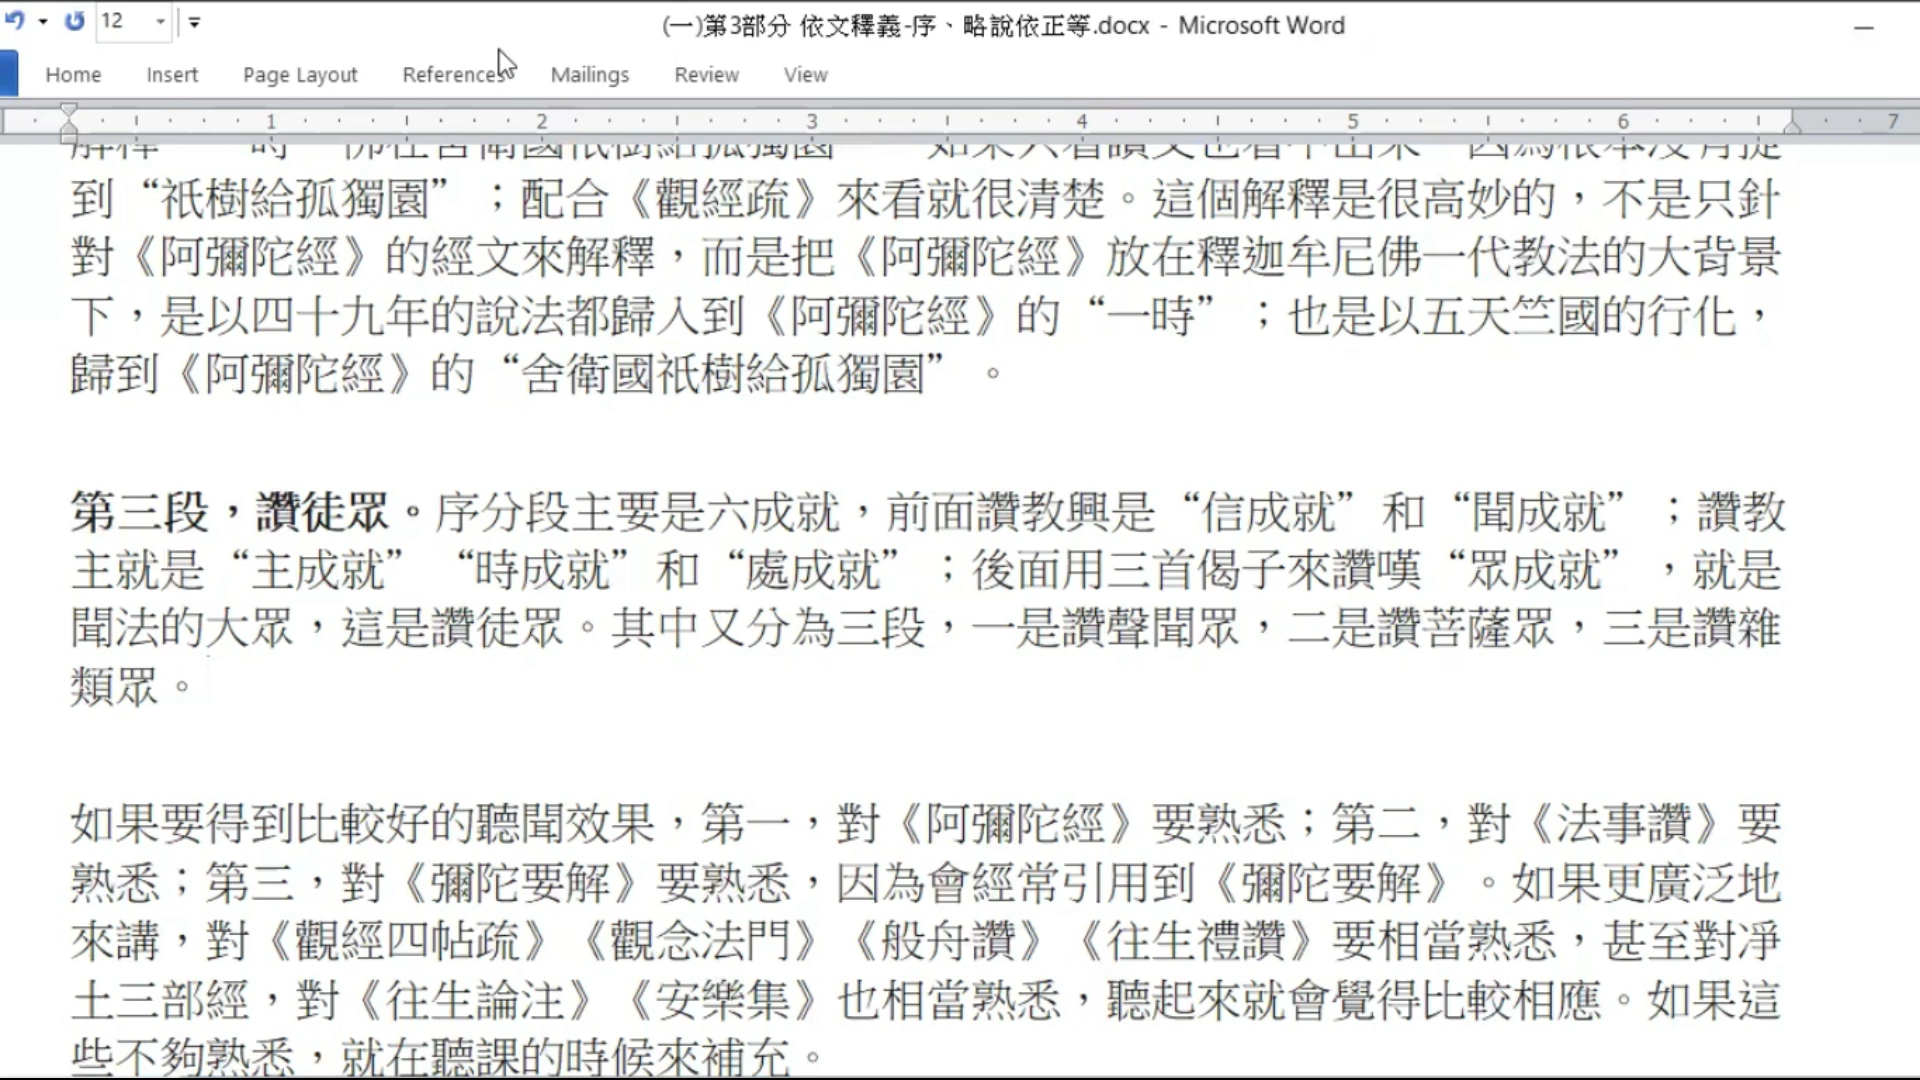 12
(一)第3部分 依文釋義-序、略說依正等.docx - Microsoft Word
Home Insert Page Layout References Mailings Review View
1 2 3 4 5 6 7
到“祇樹給孤獨園”；配合《觀經疏》來看就很清楚。這個解釋是很高妙的，不是只針
對《阿彌陀經》的經文來解釋，而是把《阿彌陀經》放在釋迦牟尼佛一代教法的大背景
下，是以四十九年的說法都歸入到《阿彌陀經》的“一時”；也是以五天竺國的行化，
歸到《阿彌陀經》的“舍衛國祇樹給孤獨園”。
第三段，讚徒眾。序分段主要是六成就，前面讚教興是“信成就”和“聞成就”；讚教
主就是“主成就”“時成就”和“處成就”；後面用三首偈子來讚嘆“眾成就”，就是
聞法的大眾，這是讚徒眾。其中又分為三段，一是讚聲聞眾，二是讚菩薩眾，三是讚雜
類眾。
如果要得到比較好的聽聞效果，第一，對《阿彌陀經》要熟悉；第二，對《法事讚》要
熟悉；第三，對《彌陀要解》要熟悉，因為會經常引用到《彌陀要解》。如果更廣泛地
來講，對《觀經四帖疏》《觀念法門》《般舟讚》《往生禮讚》要相當熟悉，甚至對淨
土三部經，對《往生論注》《安樂集》也相當熟悉，聽起來就會覺得比較相應。如果這
些不夠熟悉，就在聽課的時候來補充。